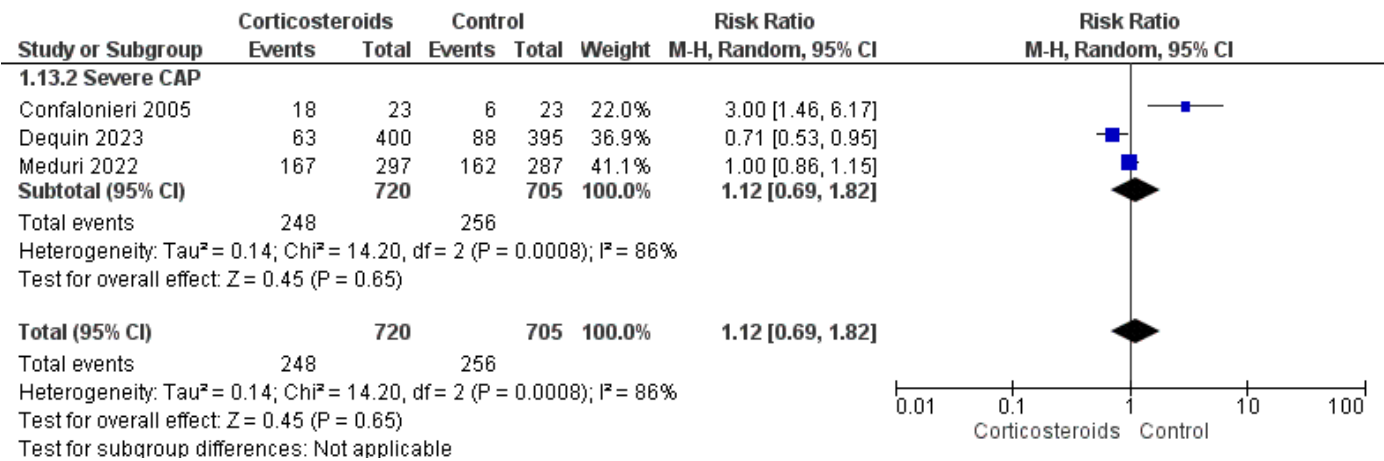 Corticosteroids Control Risk Ratio Risk Ratio
Study or Subgroup Events Total Events Total Weight M-H, Random, 95% CI M-H, Random, 95% CI
1.13.2 Severe CAP
Confalonieri 2005 18 23 6 23 22.0% 3.00 [1.46, 6.17]
Dequin 2023 63 400 88 395 36.9% 0.71 [0.53, 0.95]
Meduri 2022 167 297 162 287 41.1% 1.00 [0.86, 1.15]
Subtotal (95% CI) 720 705 100.0% 1.12 [0.69, 1.82]
Total events 248 256
Heterogeneity: Tau² = 0.14; Chi² = 14.20, df = 2 (P = 0.0008); I² = 86%
Test for overall effect: Z = 0.45 (P = 0.65)
Total (95% CI) 720 705 100.0% 1.12 [0.69, 1.82]
Total events 248 256
Heterogeneity: Tau² = 0.14; Chi² = 14.20, df = 2 (P = 0.0008); I² = 86%
Test for overall effect: Z = 0.45 (P = 0.65)
Test for subgroup differences: Not applicable
0.01 0.1 1 10 100
Corticosteroids Control